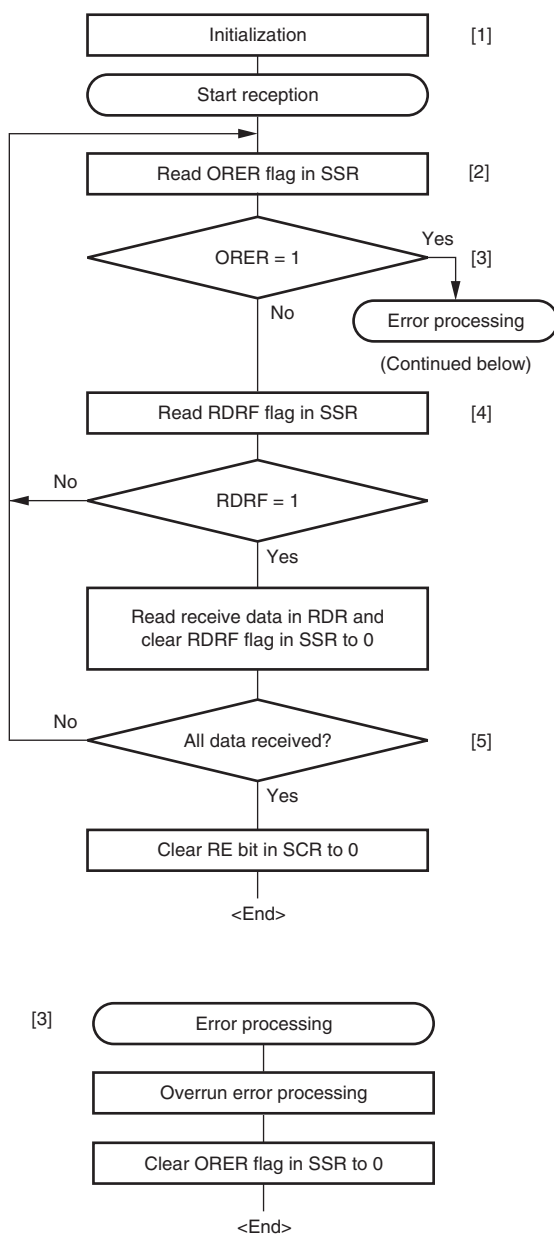 Initialization [1]
Start reception
Read ORER flag in SSR [2]
Yes
ORER = 1 [3]
No
Error processing
(Continued below)
Read RDRF flag in SSR [4]
No
RDRF = 1
Yes
Read receive data in RDR and
clear RDRF flag in SSR to 0
No
All data received? [5]
Yes
Clear RE bit in SCR to 0
<End>
[3] Error processing
Overrun error processing
Clear ORER flag in SSR to 0
<End>